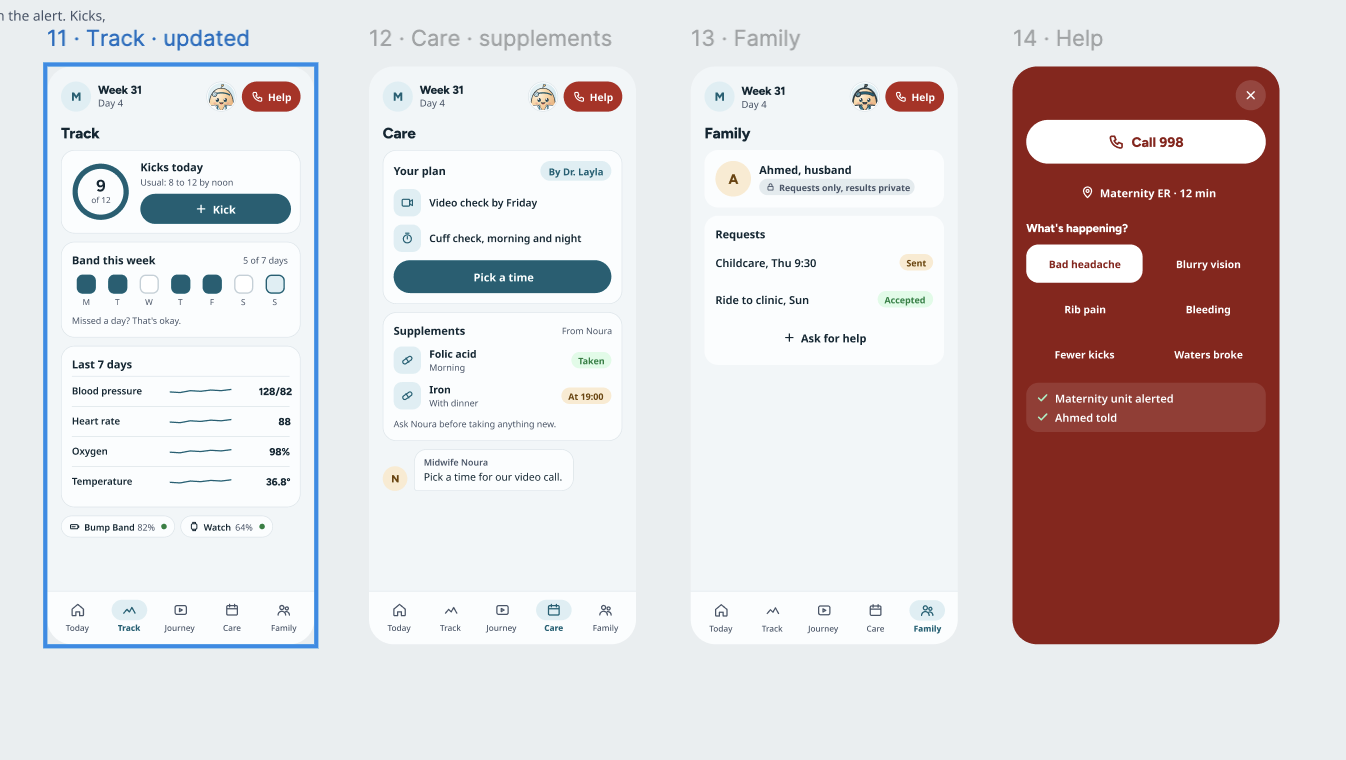 n the alert. Kicks,
11 · Track · updated
M
Week 31
Day 4
Help
Track
9
of 12
Kicks today
Usual: 8 to 12 by noon
+ Kick
Band this week
5 of 7 days
M T W T F S S
Missed a day? That's okay.
Last 7 days
Blood pressure 128/82
Heart rate 88
Oxygen 98%
Temperature 36.8°
Bump Band 82%
Watch 64%
Today Track Journey Care Family
12 · Care · supplements
M
Week 31
Day 4
Help
Care
Your plan
By Dr. Layla
Video check by Friday
Cuff check, morning and night
Pick a time
Supplements
From Noura
Folic acid
Morning
Taken
Iron
With dinner
At 19:00
Ask Noura before taking anything new.
N
Midwife Noura
Pick a time for our video call.
Today Track Journey Care Family
13 · Family
M
Week 31
Day 4
Help
Family
A
Ahmed, husband
Requests only, results private
Requests
Childcare, Thu 9:30
Sent
Ride to clinic, Sun
Accepted
+ Ask for help
Today Track Journey Care Family
14 · Help
Call 998
Maternity ER · 12 min
What's happening?
Bad headache
Blurry vision
Rib pain
Bleeding
Fewer kicks
Waters broke
Maternity unit alerted
Ahmed told